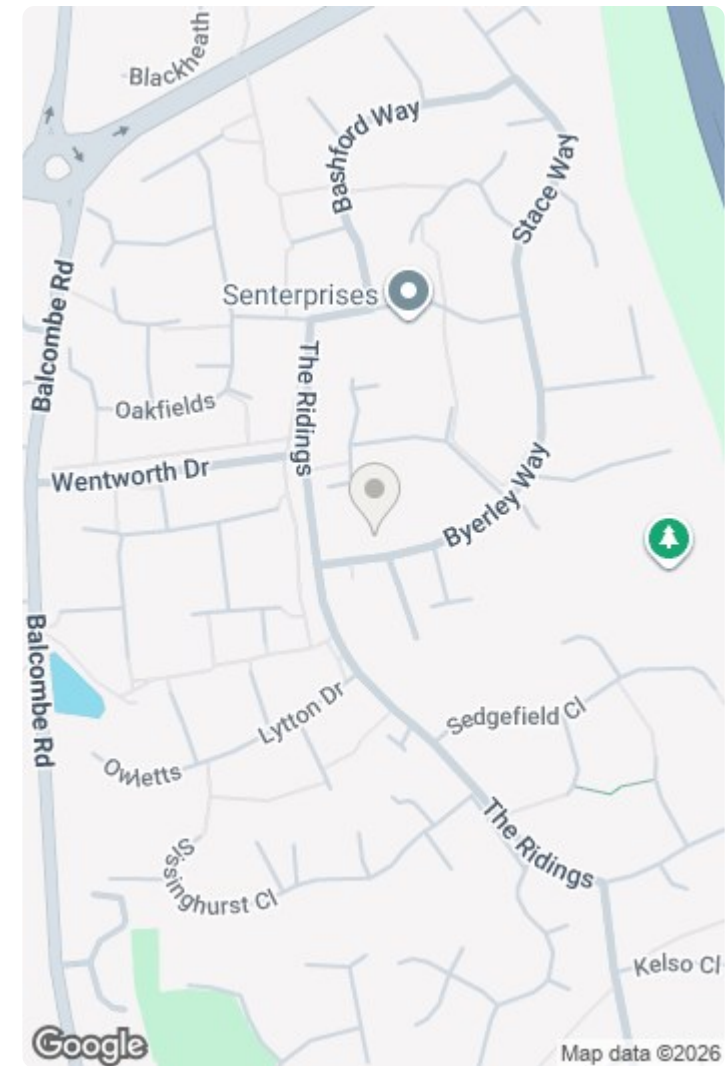 Blackheath
Bashford Way
Stace Way
Senterprises
Balcombe Rd
The Ridings
Oakfields
Wentworth Dr
Byerley Way
Balcombe Rd
Lytton Dr
Sedgefield Cl
Owletts
The Ridings
Sissinghurst Cl
Kelso Cl
Google
Map data ©2026